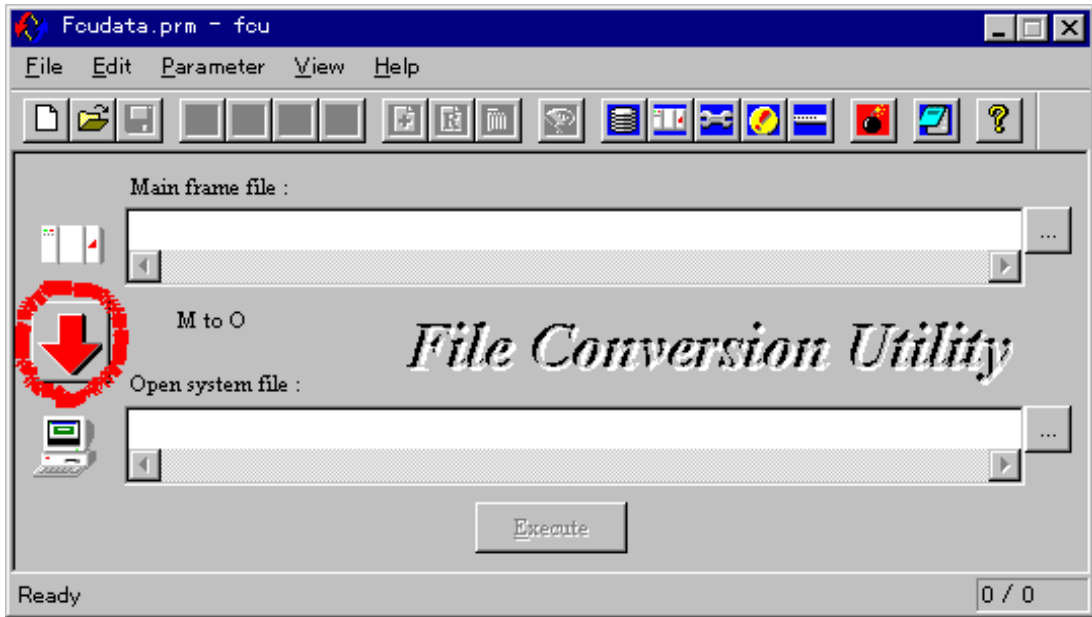 Fcudata.prm - fcu
File Edit Parameter View Help
Main frame file :
...
M to O
File Conversion Utility
Open system file :
...
Execute
Ready
0 / 0